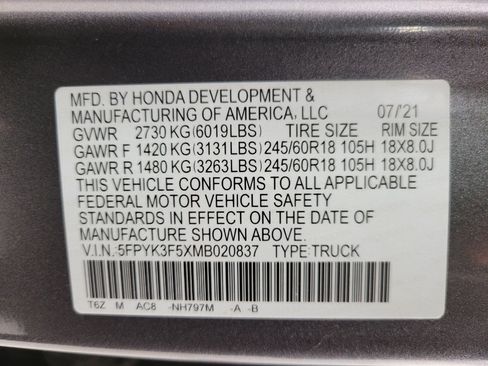 MFD. BY HONDA DEVELOPMENT &
MANUFACTURING OF AMERICA, LLC 07/'21
GVWR 2730 KG (6019LBS) TIRE SIZE RIM SIZE
GAWR F 1420 KG (3131LBS) 245/60R18 105H 18X8.0J
GAWR R 1480 KG (3263LBS) 245/60R18 105H 18X8.0J
THIS VEHICLE CONFORMS TO ALL APPLICABLE
FEDERAL MOTOR VEHICLE SAFETY
STANDARDS IN EFFECT ON THE DATE OF
MANUFACTURE SHOWN ABOVE.
V.I.N.:5FPYK3F5XMB020837 TYPE:TRUCK
T6Z M AC8 -NH797M -A -B